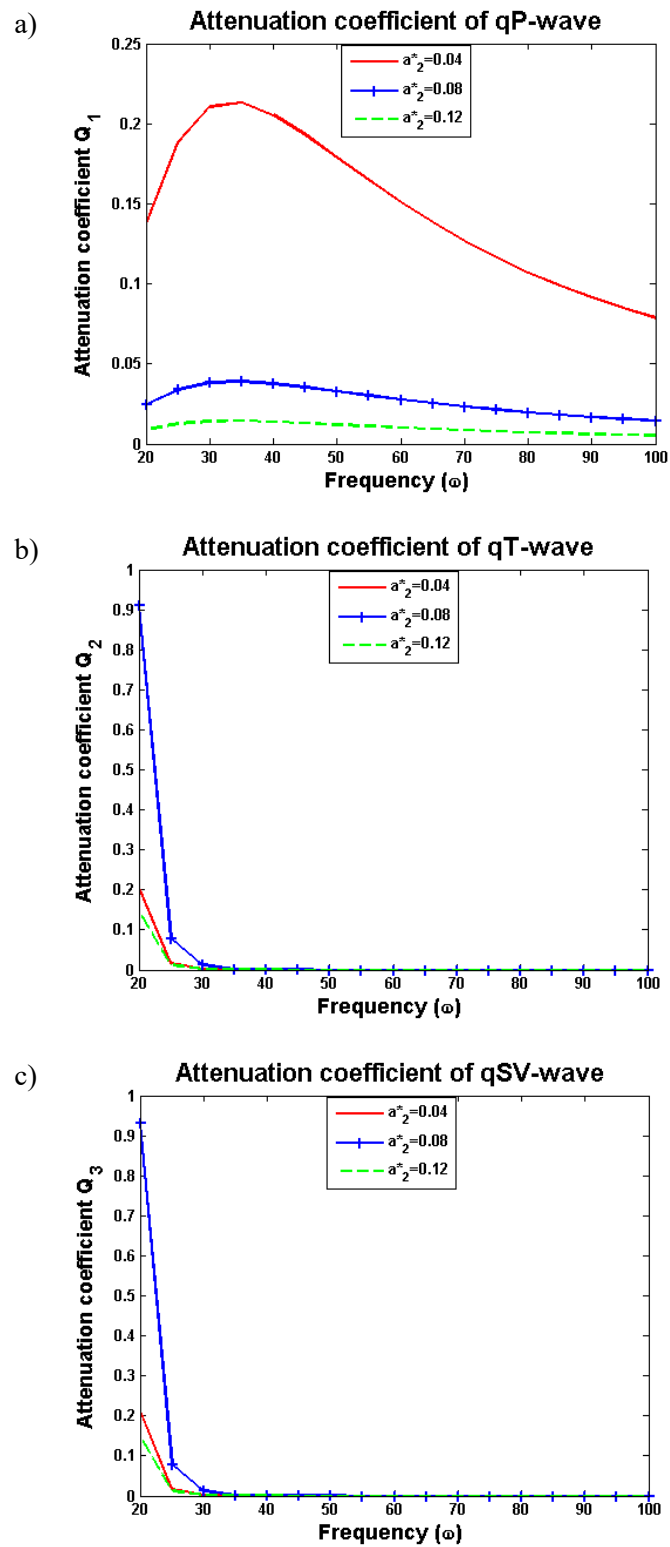 a)
Attenuation coefficient of qP-wave
a*2=0.04
a*2=0.08
a*2=0.12
Attenuation coefficient Q1
0.25
0.2
0.15
0.1
0.05
0
20 30 40 50 60 70 80 90 100
Frequency (ω)
b)
Attenuation coefficient of qT-wave
a*2=0.04
a*2=0.08
a*2=0.12
Attenuation coefficient Q2
1
0.9
0.8
0.7
0.6
0.5
0.4
0.3
0.2
0.1
0
20 30 40 50 60 70 80 90 100
Frequency (ω)
c)
Attenuation coefficient of qSV-wave
a*2=0.04
a*2=0.08
a*2=0.12
Attenuation coefficient Q3
1
0.9
0.8
0.7
0.6
0.5
0.4
0.3
0.2
0.1
0
20 30 40 50 60 70 80 90 100
Frequency (ω)